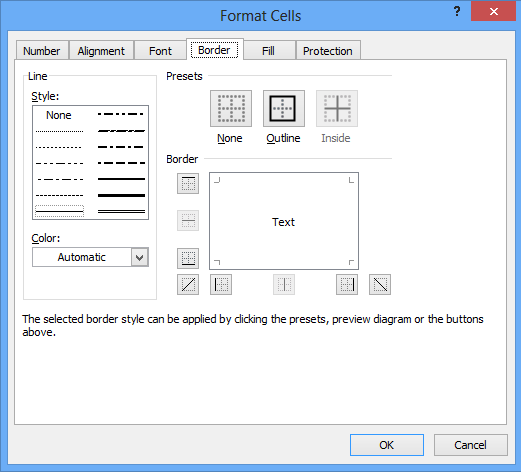 Format Cells
?
Number Alignment Font Border Fill Protection
Line
Style:
None
Color:
Automatic
Presets
None Outline Inside
Border
Text
The selected border style can be applied by clicking the presets, preview diagram or the buttons
above.
OK Cancel